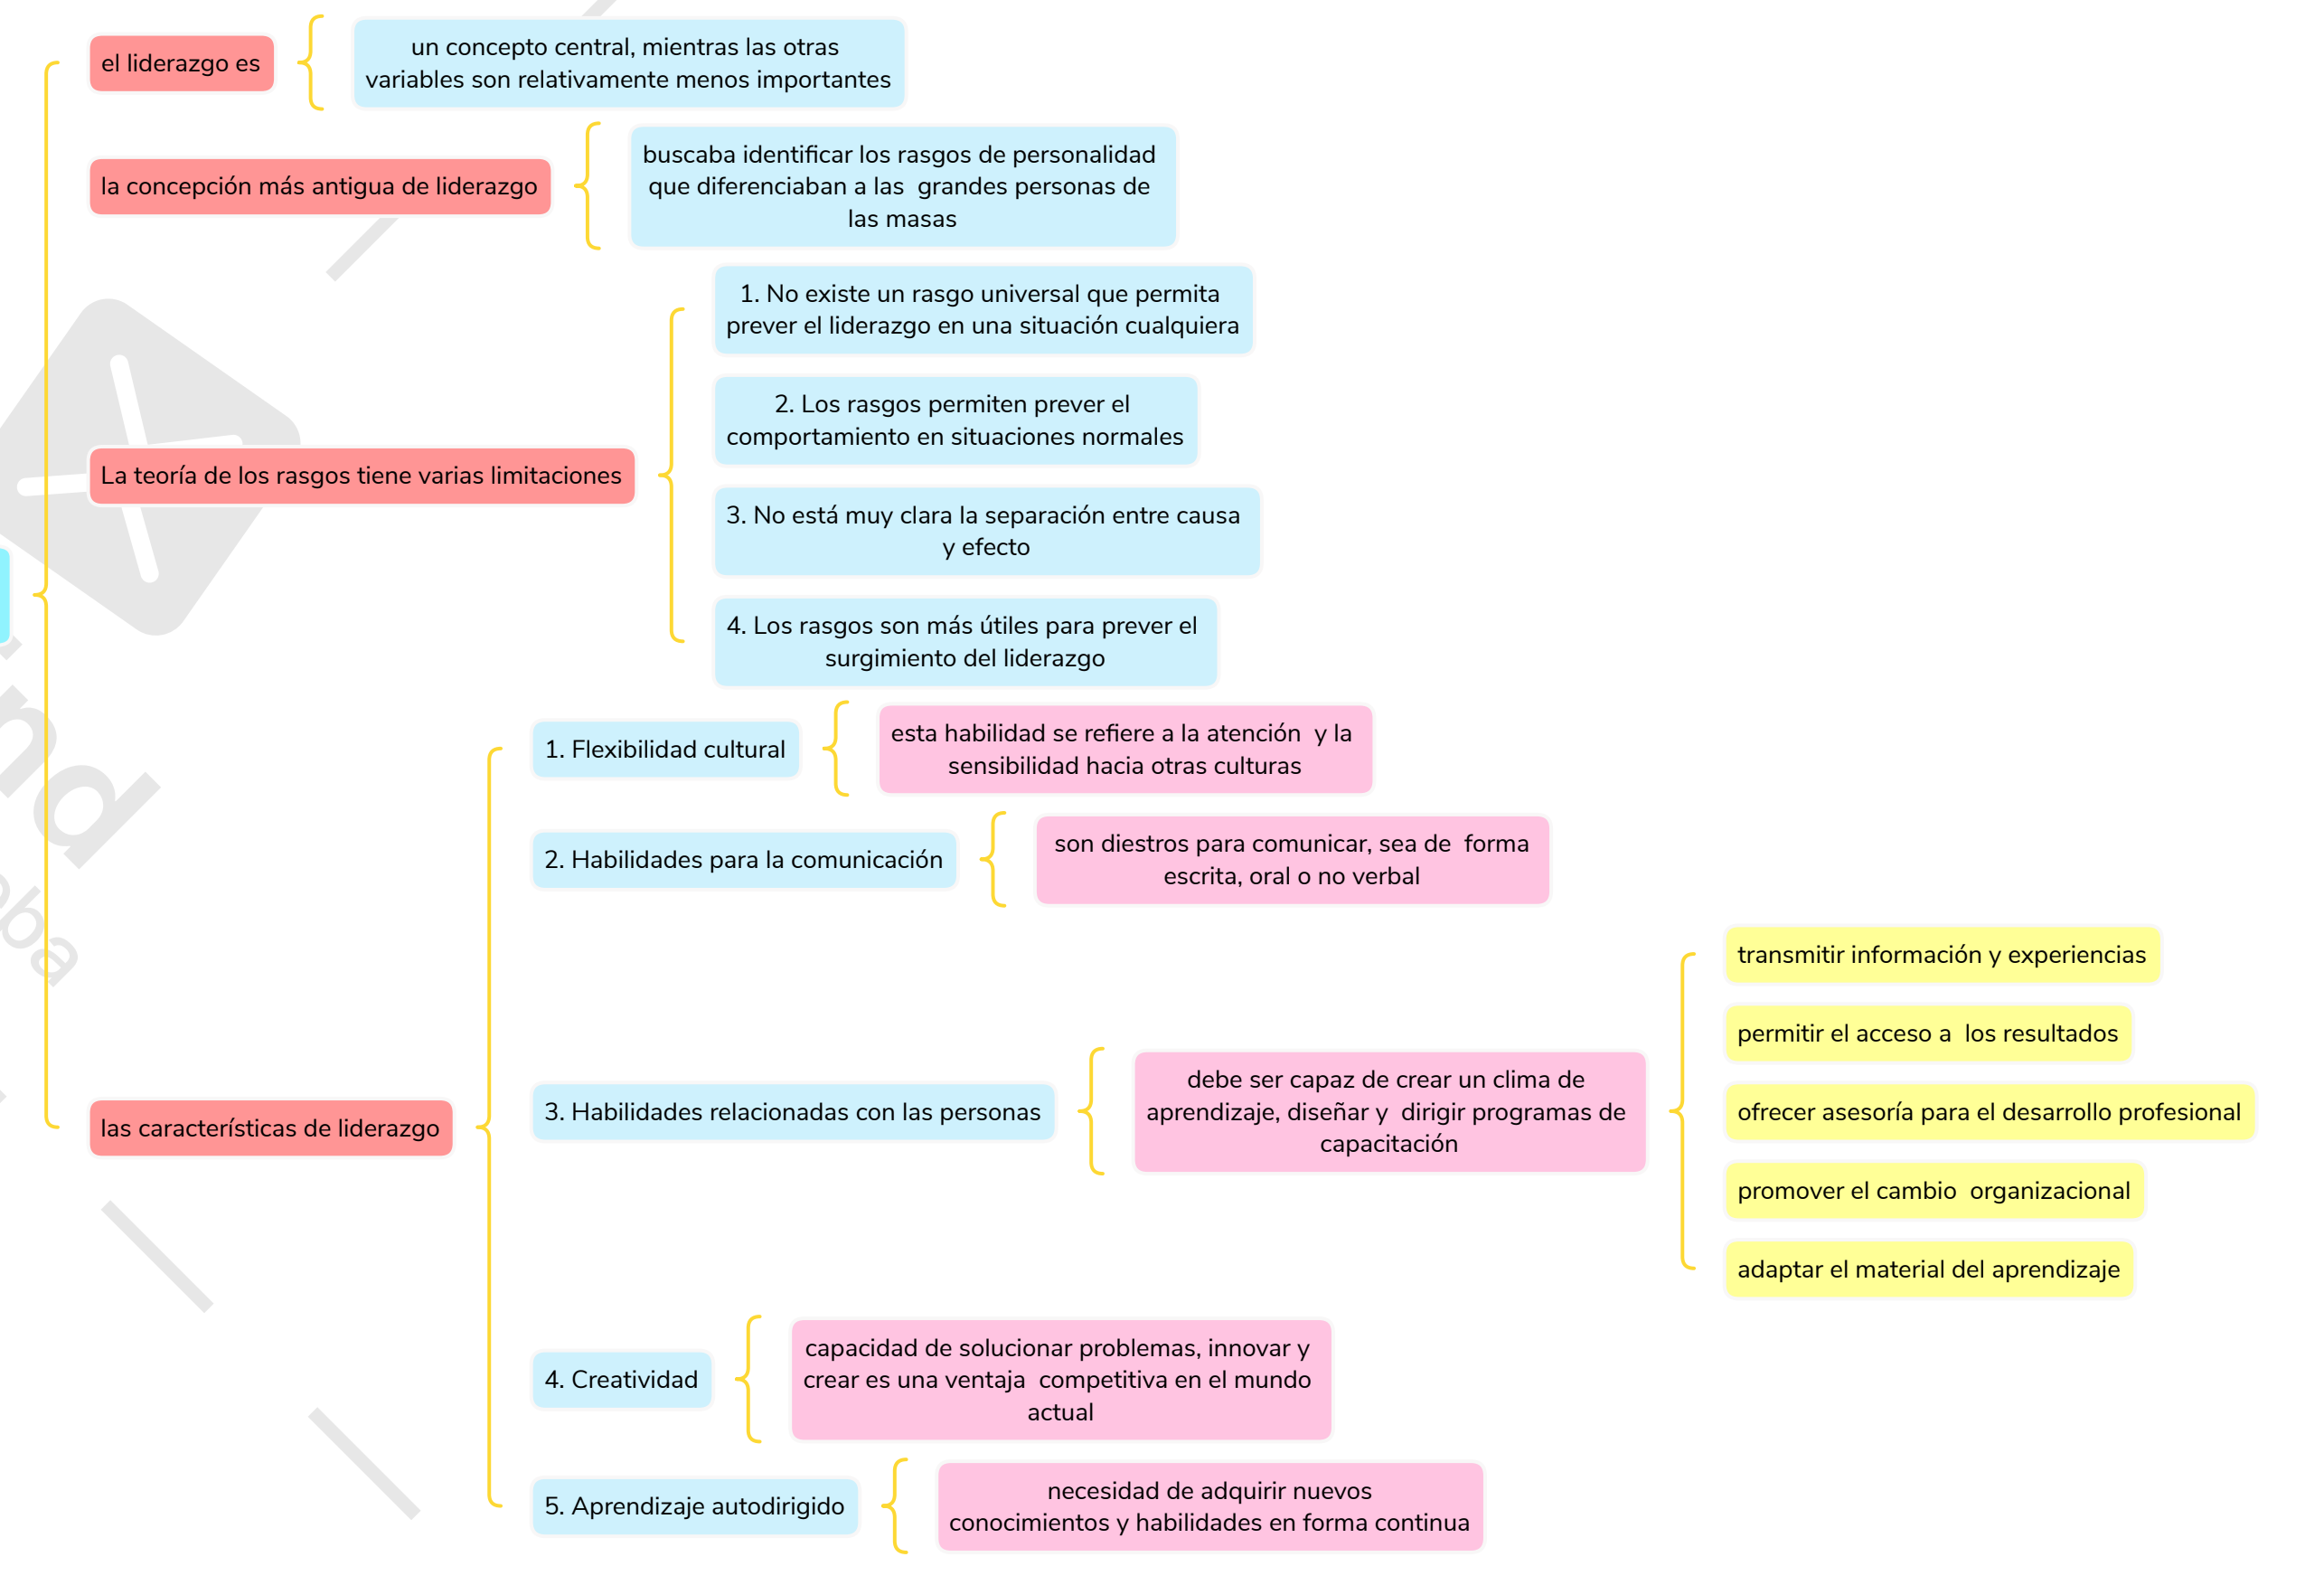 el liderazgo es
un concepto central, mientras las otras
variables son relativamente menos importantes
la concepción más antigua de liderazgo
buscaba identificar los rasgos de personalidad
que diferenciaban a las grandes personas de
las masas
La teoría de los rasgos tiene varias limitaciones
1. No existe un rasgo universal que permita
prever el liderazgo en una situación cualquiera
2. Los rasgos permiten prever el
comportamiento en situaciones normales
3. No está muy clara la separación entre causa
y efecto
4. Los rasgos son más útiles para prever el
surgimiento del liderazgo
las características de liderazgo
1. Flexibilidad cultural
esta habilidad se refiere a la atención y la
sensibilidad hacia otras culturas
2. Habilidades para la comunicación
son diestros para comunicar, sea de forma
escrita, oral o no verbal
3. Habilidades relacionadas con las personas
debe ser capaz de crear un clima de
aprendizaje, diseñar y dirigir programas de
capacitación
transmitir información y experiencias
permitir el acceso a los resultados
ofrecer asesoría para el desarrollo profesional
promover el cambio organizacional
adaptar el material del aprendizaje
4. Creatividad
capacidad de solucionar problemas, innovar y
crear es una ventaja competitiva en el mundo
actual
5. Aprendizaje autodirigido
necesidad de adquirir nuevos
conocimientos y habilidades en forma continua